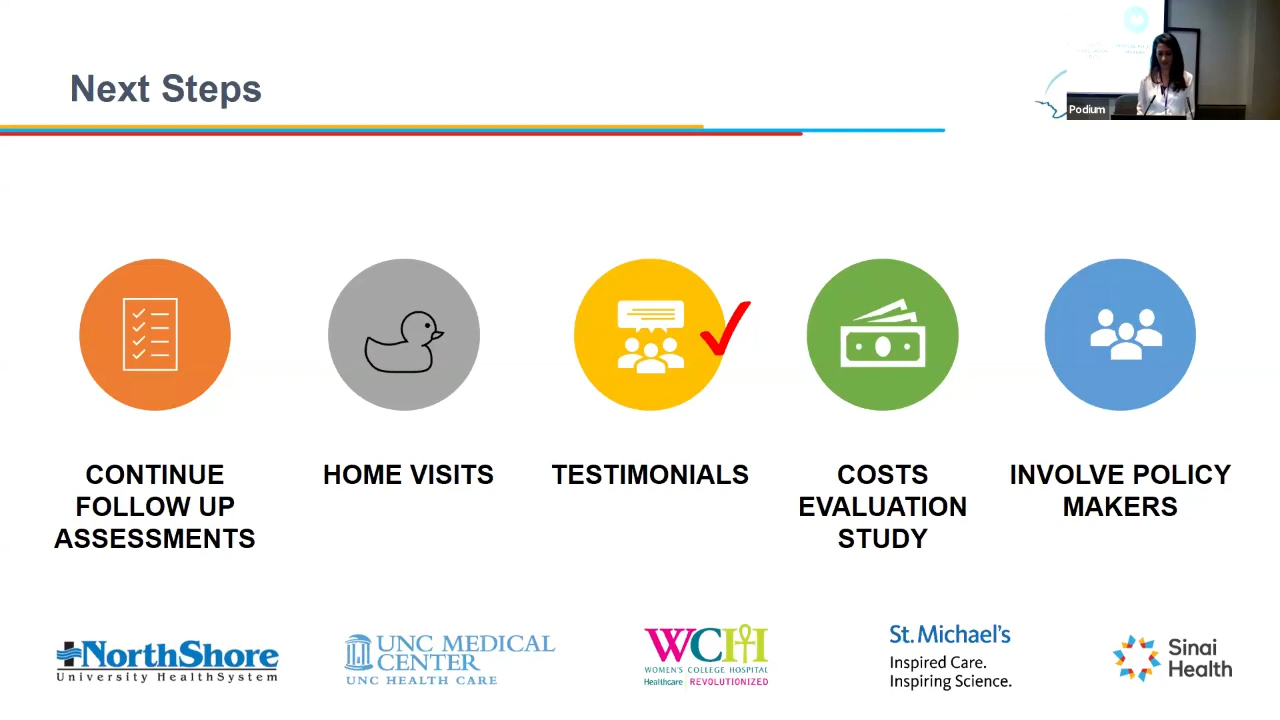 Next Steps
Podium
CONTINUE
FOLLOW UP
ASSESSMENTS
HOME VISITS
TESTIMONIALS
COSTS
EVALUATION
STUDY
INVOLVE POLICY
MAKERS
NorthShore
University HealthSystem
UNC MEDICAL
CENTER
UNC HEALTH CARE
WCH
WOMEN'S COLLEGE HOSPITAL
Healthcare REVOLUTIONIZED
St. Michael's
Inspired Care.
Inspiring Science.
Sinai
Health